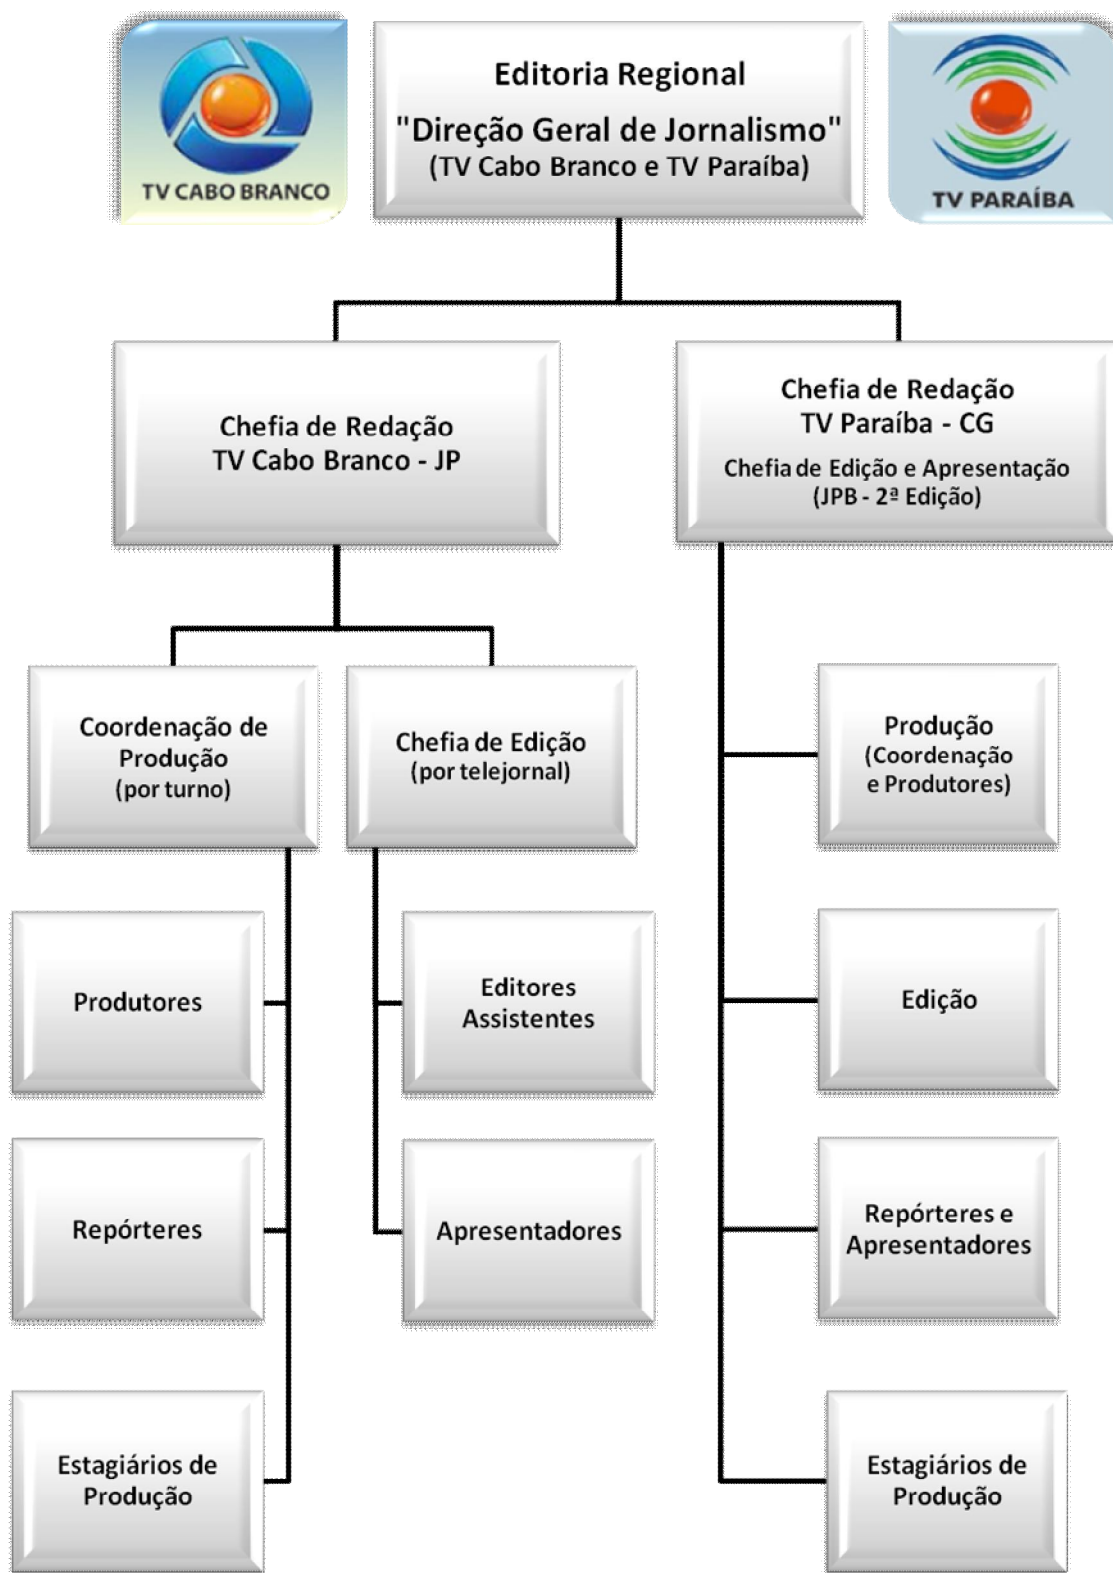 Editoria Regional
"Direção Geral de Jornalismo"
(TV Cabo Branco e TV Paraíba)
TV CABO BRANCO
TV PARAÍBA
Chefia de Redação
TV Cabo Branco - JP
Chefia de Redação
TV Paraíba - CG
Chefia de Edição e Apresentação
(JPB - 2ª Edição)
Coordenação de
Produção
(por turno)
Chefia de Edição
(por telejornal)
Produção
(Coordenação
e Produtores)
Produtores
Editores
Assistentes
Edição
Repórteres
Apresentadores
Repórteres e
Apresentadores
Estagiários de
Produção
Estagiários de
Produção